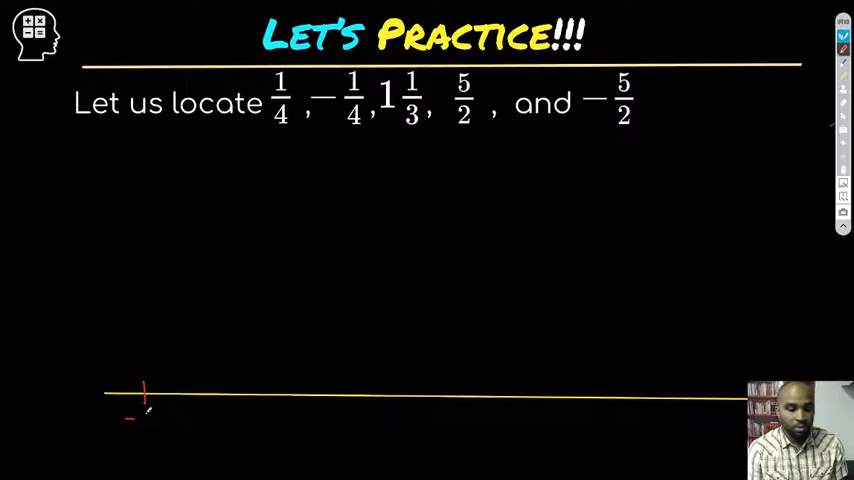 LET'S PRACTICE!!!
Let us locate 1/4 , -1/4, 1 1/3, 5/2 , and -5/2
-